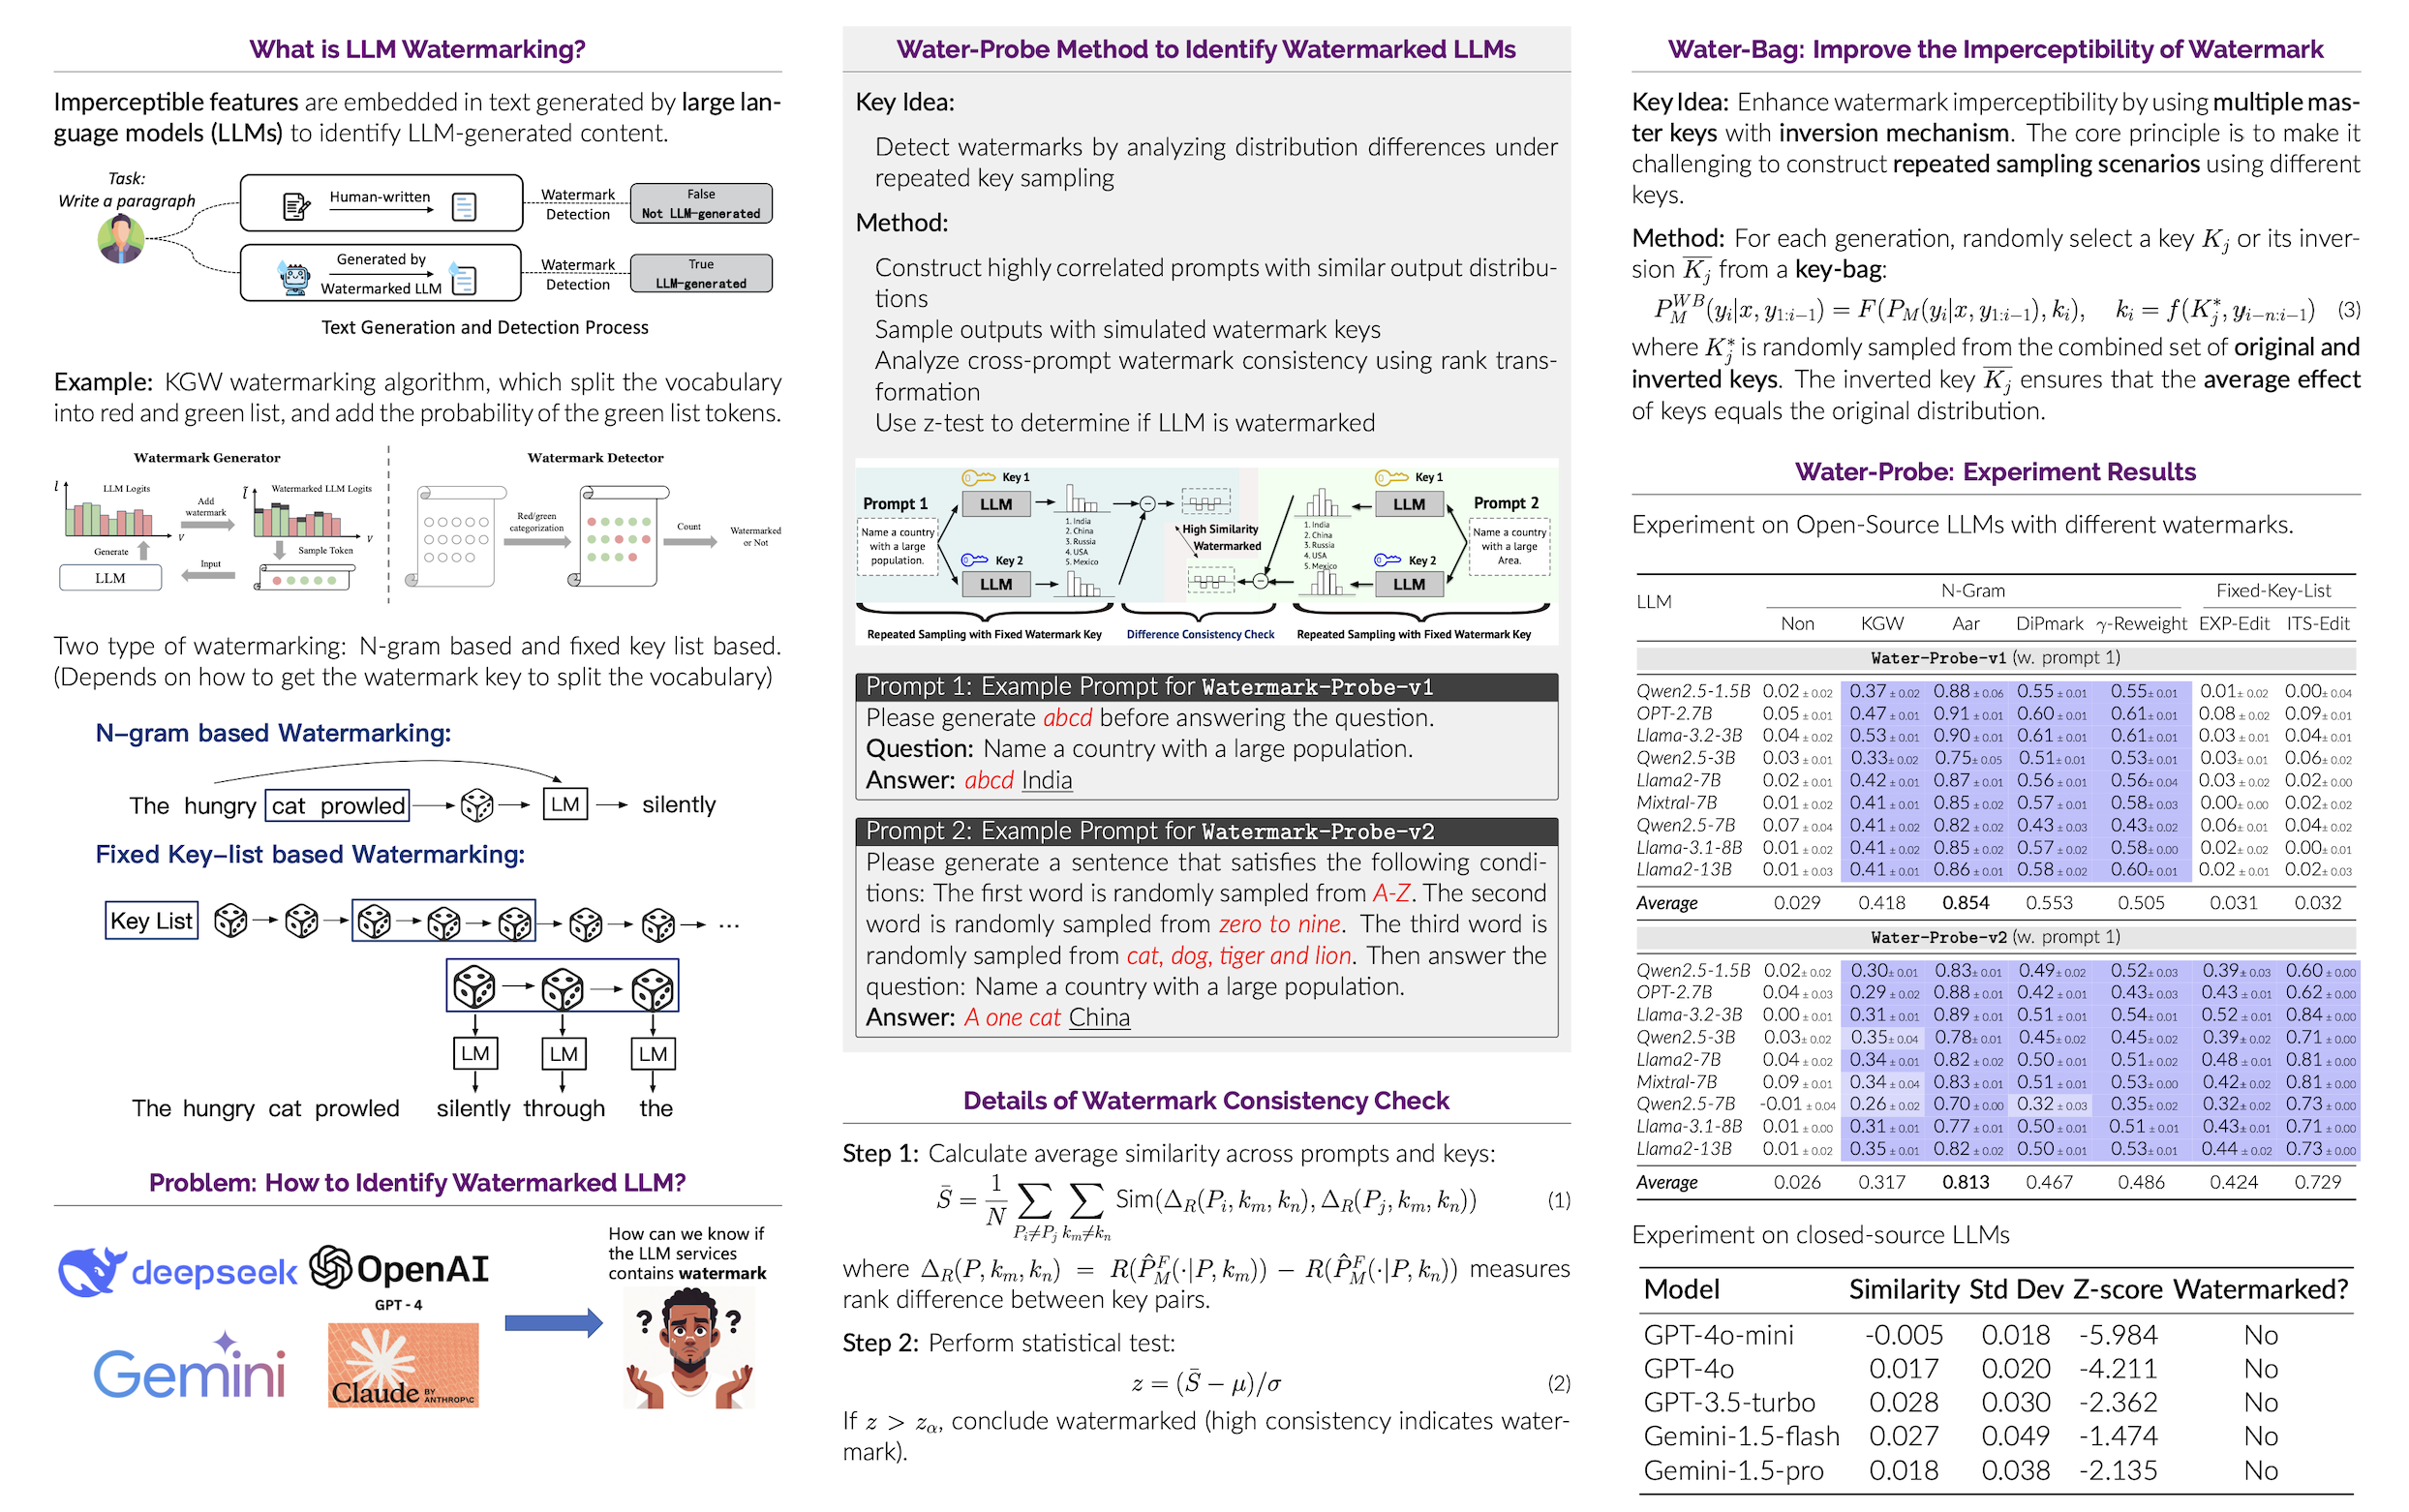 What is LLM Watermarking?
Imperceptible features are embedded in text generated by large lan-
guage models (LLMs) to identify LLM-generated content.
Task:
Write a paragraph
Human-written
Watermark
Detection
False
Not LLM-generated
Generated by
Watermarked LLM
Watermark
Detection
True
LLM-generated
Text Generation and Detection Process
Example: KGW watermarking algorithm, which split the vocabulary
into red and green list, and add the probability of the green list tokens.
Watermark Generator
Watermark Detector
l
LLM Logits
V
Add
watermark
l̃
Watermarked LLM Logits
V
Generate
Sample Token
LLM
Input
Red/green
categorization
Count
Watermarked
or Not
Two type of watermarking: N-gram based and fixed key list based.
(Depends on how to get the watermark key to split the vocabulary)
N-gram based Watermarking:
The hungry cat prowled LM silently
Fixed Key-list based Watermarking:
Key List ...
LM LM LM
The hungry cat prowled silently through the
Problem: How to Identify Watermarked LLM?
deepseek
OpenAI
GPT - 4
Gemini
Claude BY ANTHROP\C
How can we know if
the LLM services
contains watermark
? ?
Water-Probe Method to Identify Watermarked LLMs
Key Idea:
Detect watermarks by analyzing distribution differences under
repeated key sampling
Method:
Construct highly correlated prompts with similar output distribu-
tions
Sample outputs with simulated watermark keys
Analyze cross-prompt watermark consistency using rank trans-
formation
Use z-test to determine if LLM is watermarked
Prompt 1
Name a country
with a large
population.
Key 1
LLM
Key 2
LLM
1. India
2. China
3. Russia
4. USA
5. Mexico
−
High Similarity
Watermarked
−
1. India
2. China
3. Russia
4. USA
5. Mexico
Key 1
LLM
Key 2
LLM
Prompt 2
Name a country
with a large
Area.
Repeated Sampling with Fixed Watermark Key
Difference Consistency Check
Repeated Sampling with Fixed Watermark Key
Prompt 1: Example Prompt for Watermark-Probe-v1
Please generate abcd before answering the question.
Question: Name a country with a large population.
Answer: abcd India
Prompt 2: Example Prompt for Watermark-Probe-v2
Please generate a sentence that satisfies the following condi-
tions: The first word is randomly sampled from A-Z. The second
word is randomly sampled from zero to nine. The third word is
randomly sampled from cat, dog, tiger and lion. Then answer the
question: Name a country with a large population.
Answer: A one cat China
Details of Watermark Consistency Check
Step 1: Calculate average similarity across prompts and keys:
S̄ = 1/N ∑_{P_i≠P_j} ∑_{k_m≠k_n} Sim(Δ_R(P_i, k_m, k_n), Δ_R(P_j, k_m, k_n)) (1)
where Δ_R(P, k_m, k_n) = R(P̂_M^F(·|P, k_m)) − R(P̂_M^F(·|P, k_n)) measures
rank difference between key pairs.
Step 2: Perform statistical test:
z = (S̄ − μ)/σ (2)
If z > z_α, conclude watermarked (high consistency indicates water-
mark).
Water-Bag: Improve the Imperceptibility of Watermark
Key Idea: Enhance watermark imperceptibility by using multiple mas-
ter keys with inversion mechanism. The core principle is to make it
challenging to construct repeated sampling scenarios using different
keys.
Method: For each generation, randomly select a key K_j or its inver-
sion K̅_j from a key-bag:
P_M^{WB}(y_i|x, y_{1:i−1}) = F(P_M(y_i|x, y_{1:i−1}), k_i), k_i = f(K_j^*, y_{i−n:i−1}) (3)
where K_j^* is randomly sampled from the combined set of original and
inverted keys. The inverted key K̅_j ensures that the average effect
of keys equals the original distribution.
Water-Probe: Experiment Results
Experiment on Open-Source LLMs with different watermarks.
LLM N-Gram Fixed-Key-List
Non KGW Aar DiPmark γ-Reweight EXP-Edit ITS-Edit
Water-Probe-v1 (w. prompt 1)
Qwen2.5-1.5B 0.02 ± 0.02 0.37 ± 0.02 0.88 ± 0.06 0.55 ± 0.01 0.55 ± 0.01 0.01 ± 0.02 0.00 ± 0.04
OPT-2.7B 0.05 ± 0.01 0.47 ± 0.01 0.91 ± 0.01 0.60 ± 0.01 0.61 ± 0.01 0.08 ± 0.02 0.09 ± 0.01
Llama-3.2-3B 0.04 ± 0.02 0.53 ± 0.01 0.90 ± 0.01 0.61 ± 0.01 0.61 ± 0.01 0.03 ± 0.01 0.04 ± 0.01
Qwen2.5-3B 0.03 ± 0.01 0.33 ± 0.02 0.75 ± 0.05 0.51 ± 0.01 0.53 ± 0.01 0.03 ± 0.01 0.06 ± 0.02
Llama2-7B 0.02 ± 0.01 0.42 ± 0.01 0.87 ± 0.01 0.56 ± 0.01 0.56 ± 0.04 0.03 ± 0.02 0.02 ± 0.00
Mixtral-7B 0.01 ± 0.02 0.41 ± 0.01 0.85 ± 0.02 0.57 ± 0.01 0.58 ± 0.03 0.00 ± 0.00 0.02 ± 0.02
Qwen2.5-7B 0.07 ± 0.04 0.41 ± 0.02 0.82 ± 0.02 0.43 ± 0.03 0.43 ± 0.02 0.06 ± 0.01 0.04 ± 0.02
Llama-3.1-8B 0.01 ± 0.02 0.41 ± 0.02 0.85 ± 0.02 0.57 ± 0.02 0.58 ± 0.00 0.02 ± 0.02 0.00 ± 0.01
Llama2-13B 0.01 ± 0.03 0.41 ± 0.01 0.86 ± 0.01 0.58 ± 0.02 0.60 ± 0.01 0.02 ± 0.01 0.02 ± 0.03
Average 0.029 0.418 0.854 0.553 0.505 0.031 0.032
Water-Probe-v2 (w. prompt 1)
Qwen2.5-1.5B 0.02 ± 0.02 0.30 ± 0.01 0.83 ± 0.01 0.49 ± 0.02 0.52 ± 0.03 0.39 ± 0.03 0.60 ± 0.00
OPT-2.7B 0.04 ± 0.03 0.29 ± 0.02 0.88 ± 0.01 0.42 ± 0.01 0.43 ± 0.03 0.43 ± 0.01 0.62 ± 0.00
Llama-3.2-3B 0.00 ± 0.01 0.31 ± 0.01 0.89 ± 0.01 0.51 ± 0.01 0.54 ± 0.01 0.52 ± 0.01 0.84 ± 0.00
Qwen2.5-3B 0.03 ± 0.02 0.35 ± 0.04 0.78 ± 0.01 0.45 ± 0.02 0.45 ± 0.02 0.39 ± 0.02 0.71 ± 0.00
Llama2-7B 0.04 ± 0.02 0.34 ± 0.01 0.82 ± 0.02 0.50 ± 0.01 0.51 ± 0.02 0.48 ± 0.01 0.81 ± 0.00
Mixtral-7B 0.09 ± 0.01 0.34 ± 0.04 0.83 ± 0.01 0.51 ± 0.01 0.53 ± 0.00 0.42 ± 0.02 0.81 ± 0.00
Qwen2.5-7B -0.01 ± 0.04 0.26 ± 0.02 0.70 ± 0.00 0.32 ± 0.03 0.35 ± 0.02 0.32 ± 0.02 0.73 ± 0.00
Llama-3.1-8B 0.01 ± 0.00 0.31 ± 0.01 0.77 ± 0.01 0.50 ± 0.01 0.51 ± 0.01 0.43 ± 0.01 0.71 ± 0.00
Llama2-13B 0.01 ± 0.02 0.35 ± 0.01 0.82 ± 0.02 0.50 ± 0.01 0.53 ± 0.01 0.44 ± 0.02 0.73 ± 0.00
Average 0.026 0.317 0.813 0.467 0.486 0.424 0.729
Experiment on closed-source LLMs
Model Similarity Std Dev Z-score Watermarked?
GPT-4o-mini -0.005 0.018 -5.984 No
GPT-4o 0.017 0.020 -4.211 No
GPT-3.5-turbo 0.028 0.030 -2.362 No
Gemini-1.5-flash 0.027 0.049 -1.474 No
Gemini-1.5-pro 0.018 0.038 -2.135 No